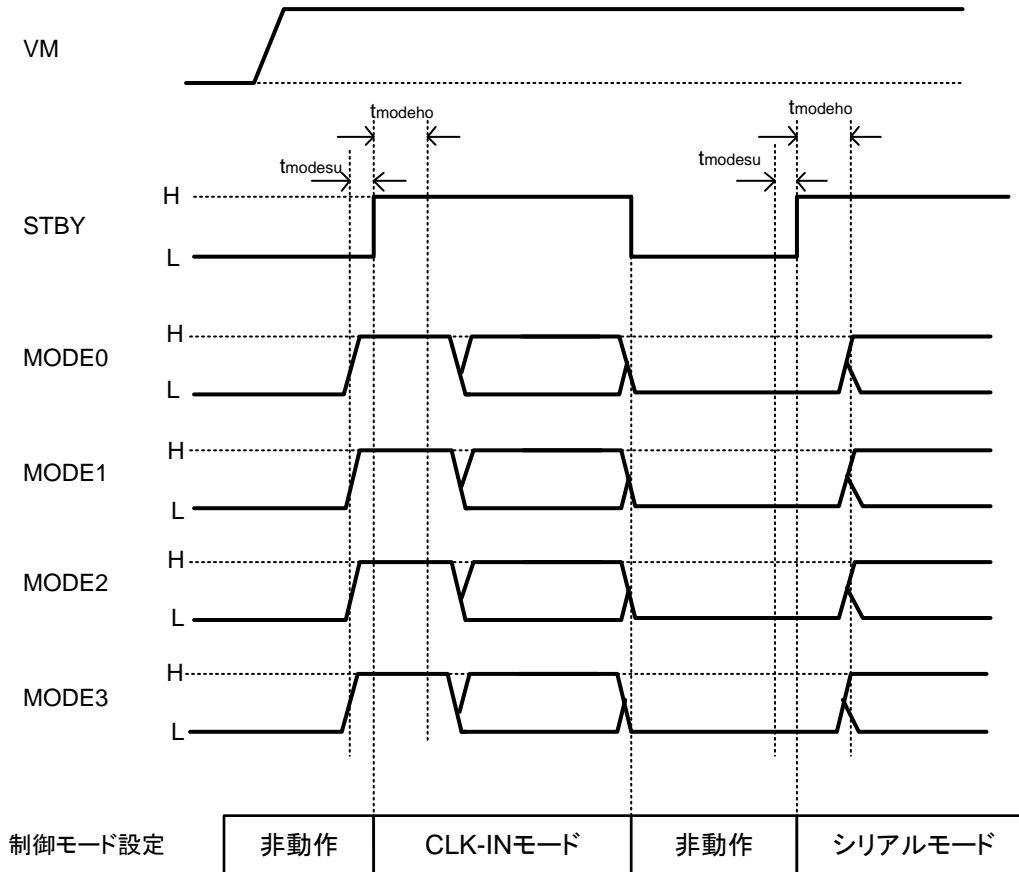 VM
tmodeho
tmodeho
tmodesu
tmodesu
H
STBY
L
H
MODE0
L
H
MODE1
L
H
MODE2
L
H
MODE3
L
制御モード設定
非動作
CLK-INモード
非動作
シリアルモード